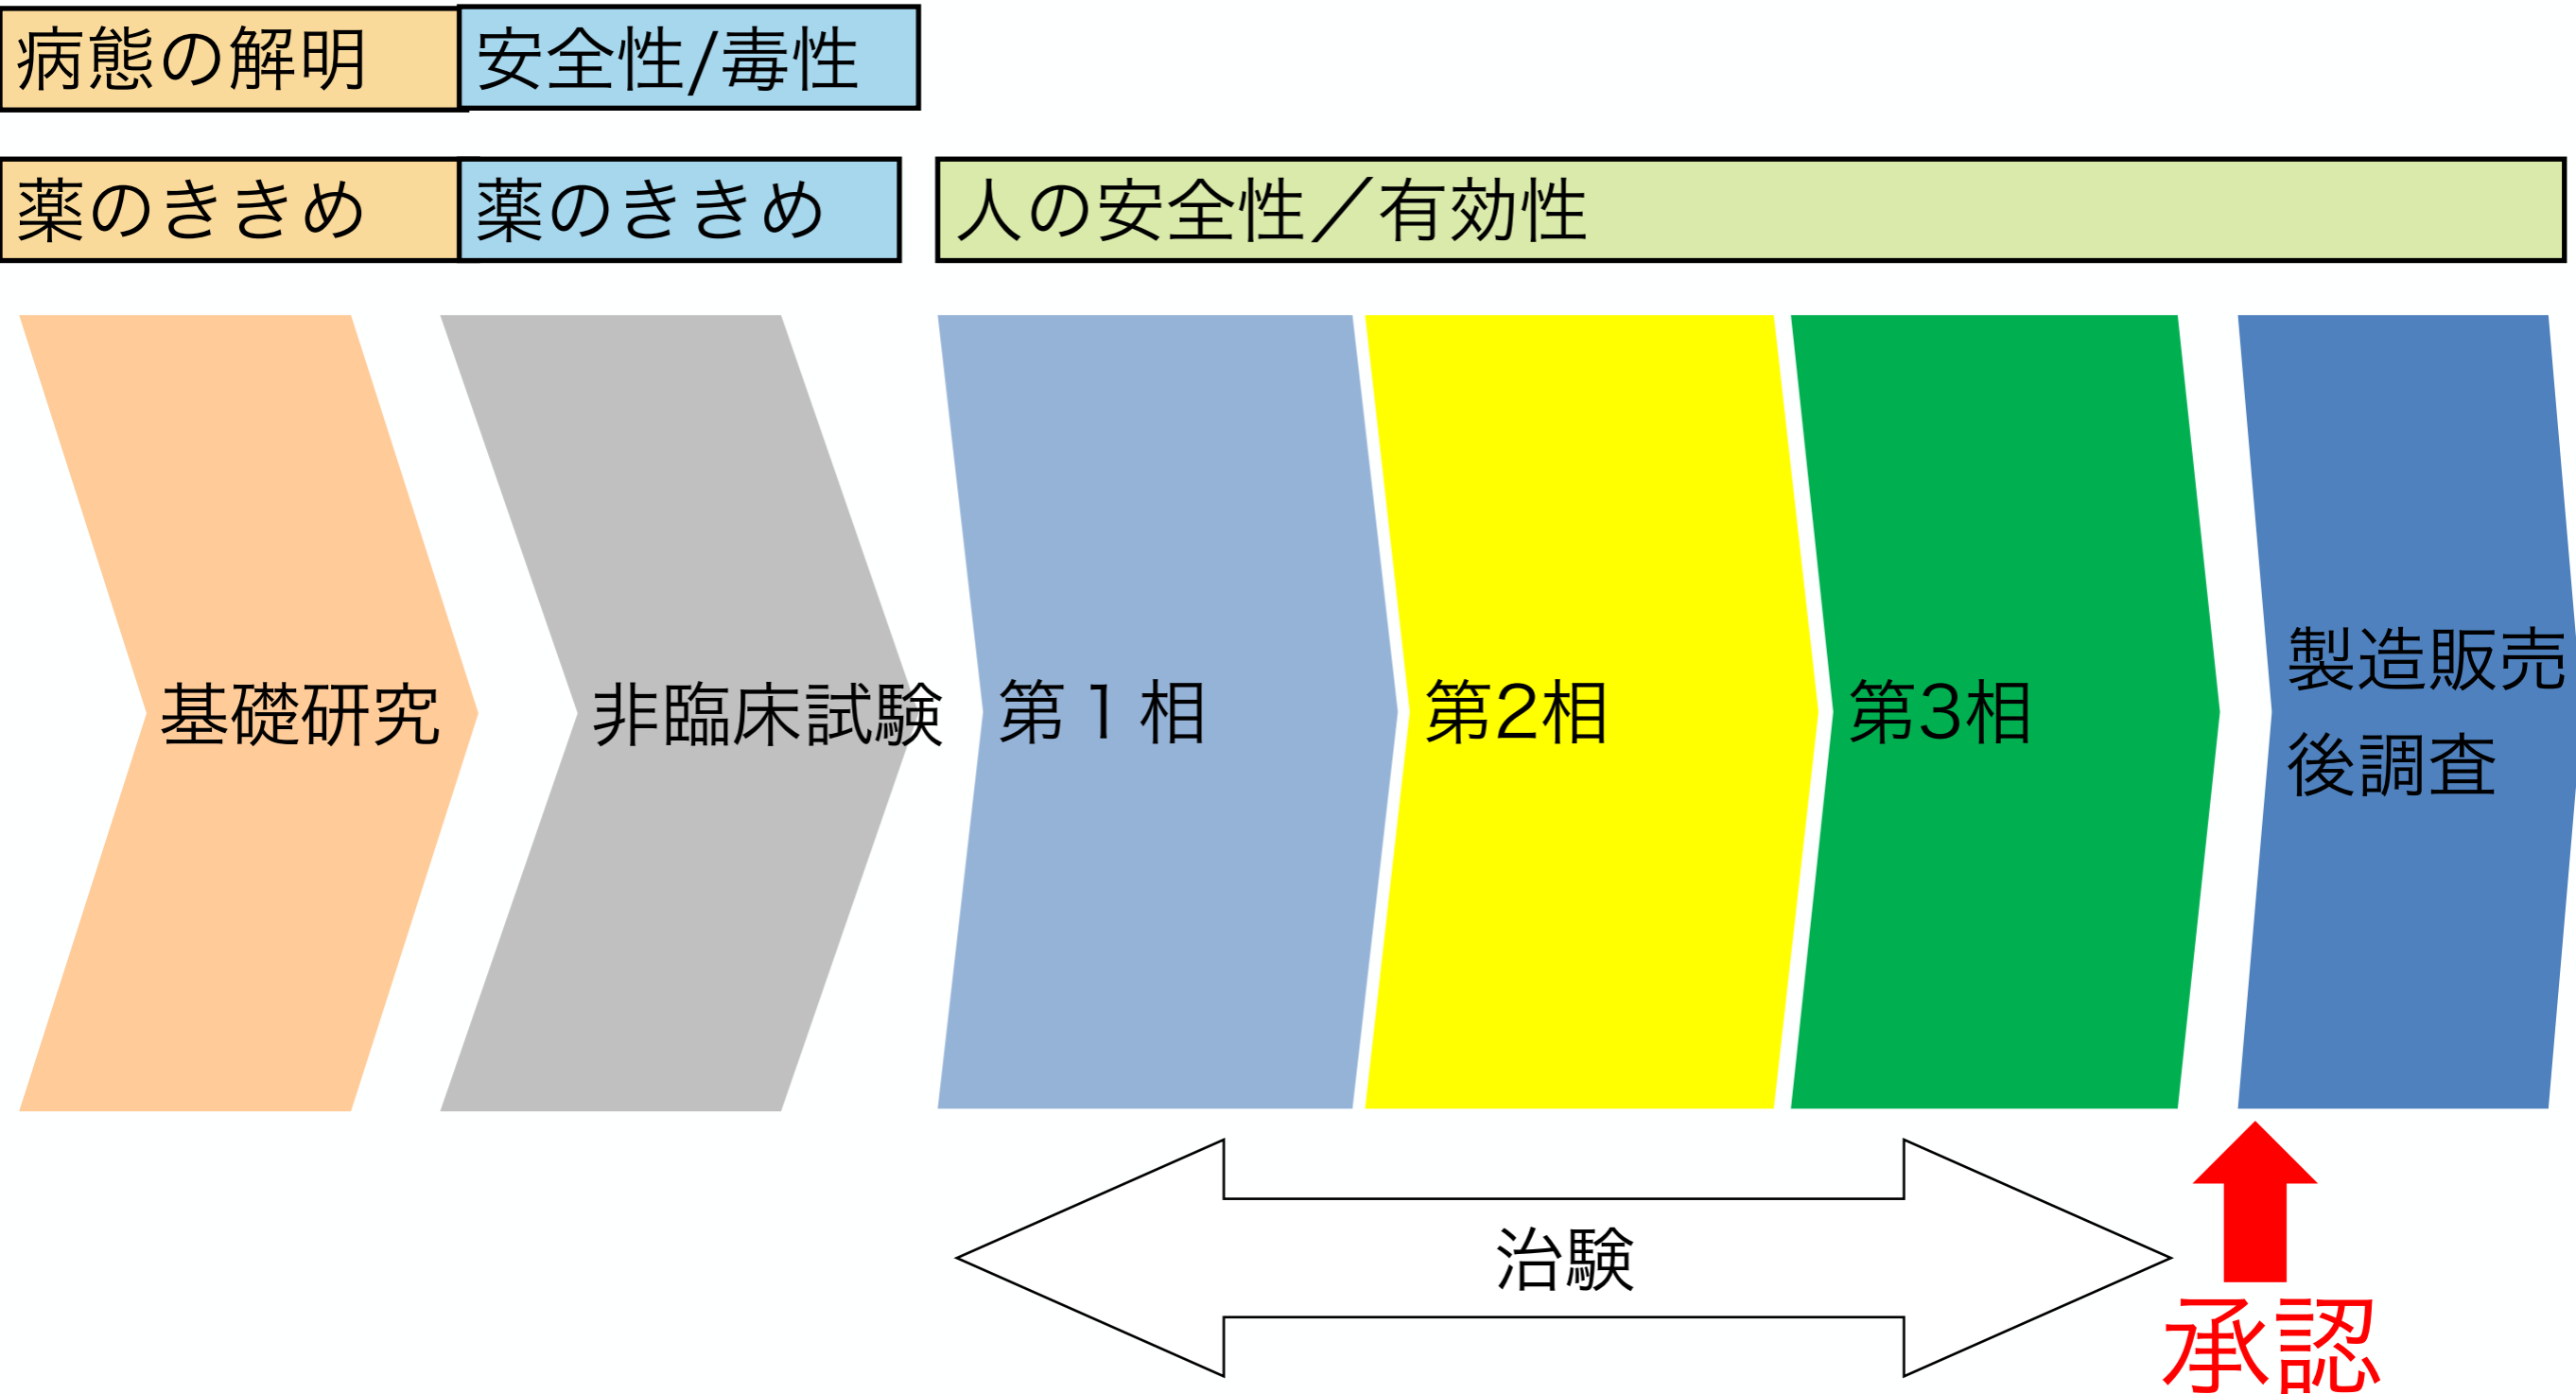 病態の解明
安全性/毒性
薬のききめ
薬のききめ
人の安全性／有効性
基礎研究
非臨床試験
第１相
第2相
第3相
製造販売
後調査
治験
承認